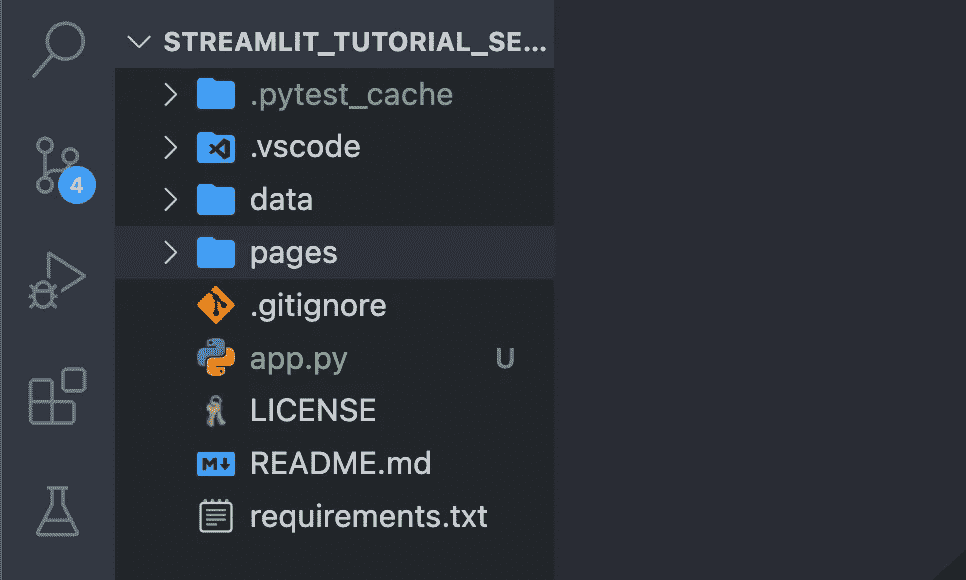 STREAMLIT_TUTORIAL_SE...
.pytest_cache
.vscode
data
4
pages
.gitignore
app.py U
LICENSE
M↓ README.md
requirements.txt